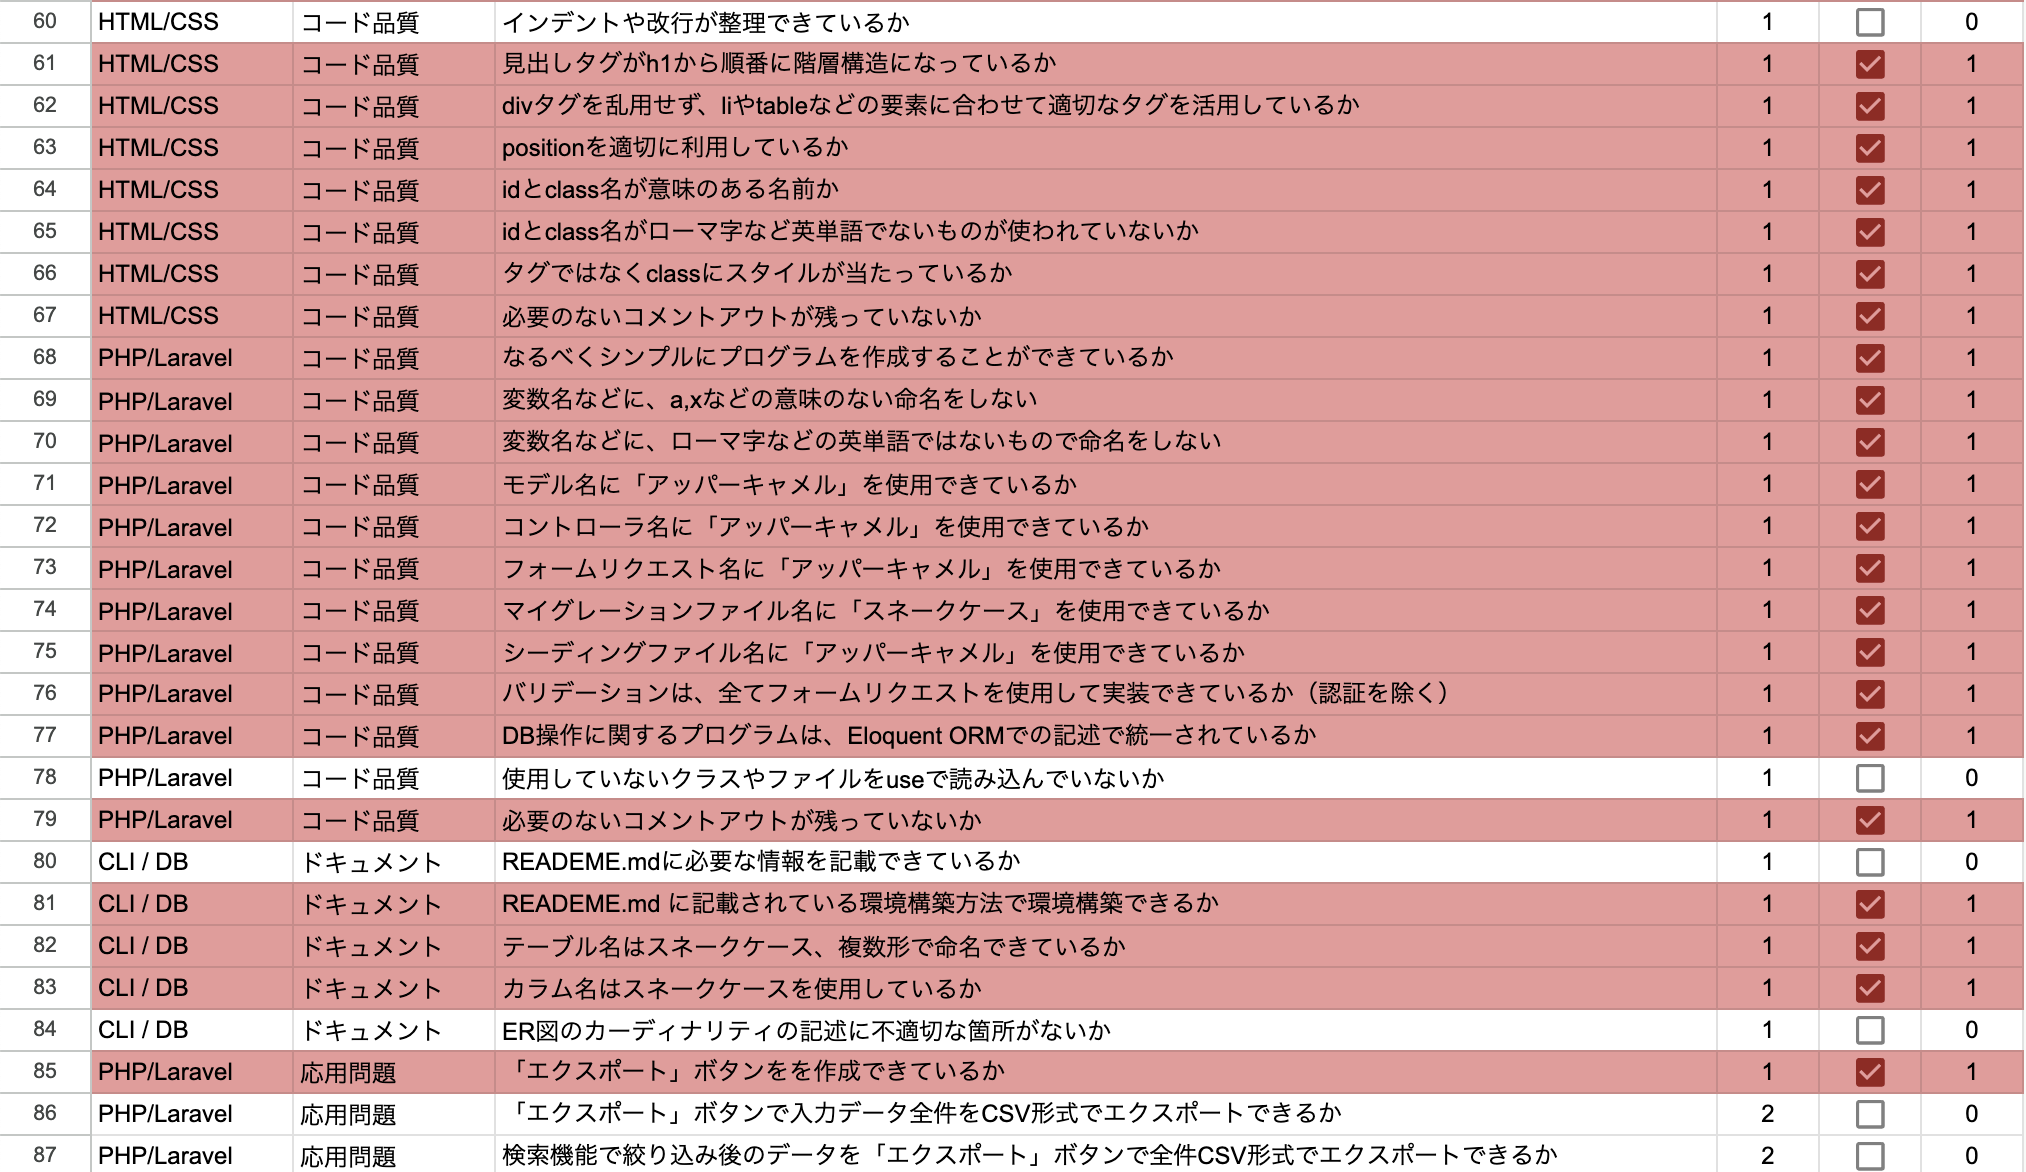 60 HTML/CSS コード品質 インデントや改行が整理できているか 1 0
61 HTML/CSS コード品質 見出しタグがh1から順番に階層構造になっているか 1 1
62 HTML/CSS コード品質 divタグを乱用せず、liやtableなどの要素に合わせて適切なタグを活用しているか 1 1
63 HTML/CSS コード品質 positionを適切に利用しているか 1 1
64 HTML/CSS コード品質 idとclass名が意味のある名前か 1 1
65 HTML/CSS コード品質 idとclass名がローマ字など英単語でないものが使われていないか 1 1
66 HTML/CSS コード品質 タグではなくclassにスタイルが当たっているか 1 1
67 HTML/CSS コード品質 必要のないコメントアウトが残っていないか 1 1
68 PHP/Laravel コード品質 なるべくシンプルにプログラムを作成することができているか 1 1
69 PHP/Laravel コード品質 変数名などに、a,xなどの意味のない命名をしない 1 1
70 PHP/Laravel コード品質 変数名などに、ローマ字などの英単語ではないもので命名をしない 1 1
71 PHP/Laravel コード品質 モデル名に「アッパーキャメル」を使用できているか 1 1
72 PHP/Laravel コード品質 コントローラ名に「アッパーキャメル」を使用できているか 1 1
73 PHP/Laravel コード品質 フォームリクエスト名に「アッパーキャメル」を使用できているか 1 1
74 PHP/Laravel コード品質 マイグレーションファイル名に「スネークケース」を使用できているか 1 1
75 PHP/Laravel コード品質 シーディングファイル名に「アッパーキャメル」を使用できているか 1 1
76 PHP/Laravel コード品質 バリデーションは、全てフォームリクエストを使用して実装できているか（認証を除く） 1 1
77 PHP/Laravel コード品質 DB操作に関するプログラムは、Eloquent ORMでの記述で統一されているか 1 1
78 PHP/Laravel コード品質 使用していないクラスやファイルをuseで読み込んでいないか 1 0
79 PHP/Laravel コード品質 必要のないコメントアウトが残っていないか 1 1
80 CLI / DB ドキュメント READEME.mdに必要な情報を記載できているか 1 0
81 CLI / DB ドキュメント READEME.md に記載されている環境構築方法で環境構築できるか 1 1
82 CLI / DB ドキュメント テーブル名はスネークケース、複数形で命名できているか 1 1
83 CLI / DB ドキュメント カラム名はスネークケースを使用しているか 1 1
84 CLI / DB ドキュメント ER図のカーディナリティの記述に不適切な箇所がないか 1 0
85 PHP/Laravel 応用問題 「エクスポート」ボタンをを作成できているか 1 1
86 PHP/Laravel 応用問題 「エクスポート」ボタンで入力データ全件をCSV形式でエクスポートできるか 2 0
87 PHP/Laravel 応用問題 検索機能で絞り込み後のデータを「エクスポート」ボタンで全件CSV形式でエクスポートできるか 2 0